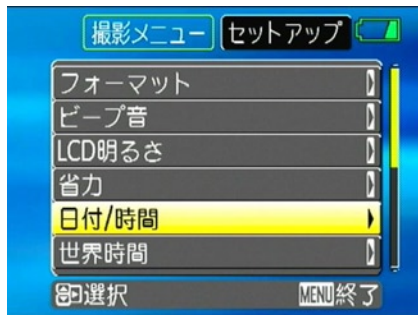 撮影メニュー セットアップ
フォーマット
ビープ音
LCD明るさ
省力
日付/時間
世界時間
選択 MENU終了